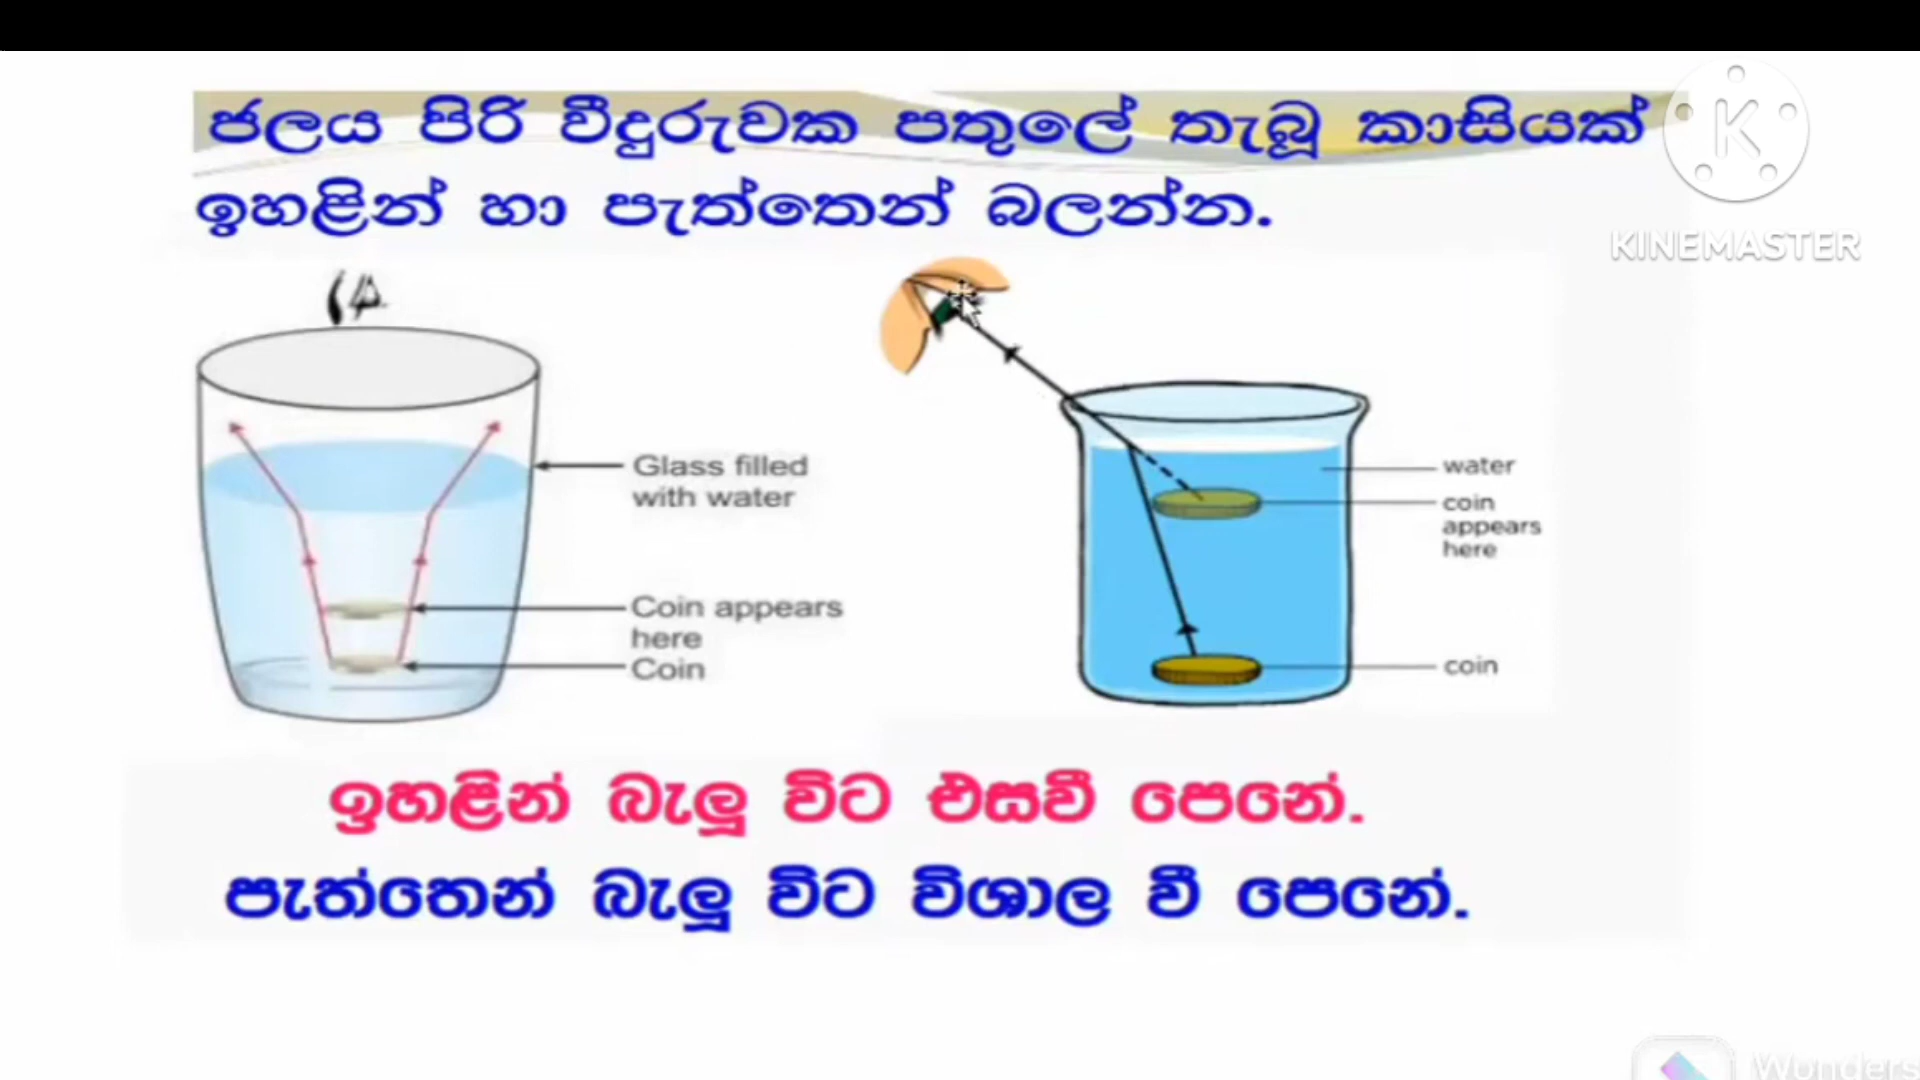 ජලය පිරි වීදුරුවක පතුලේ තැබූ කාසියක්
ඉහළින් හා පැත්තෙන් බලන්න.
KINEMASTER
Glass filled
with water
Coin appears
here
Coin
water
coin
appears
here
coin
ඉහළින් බැලූ විට එසවී පෙනේ.
පැත්තෙන් බැලූ විට විශාල වී පෙනේ.